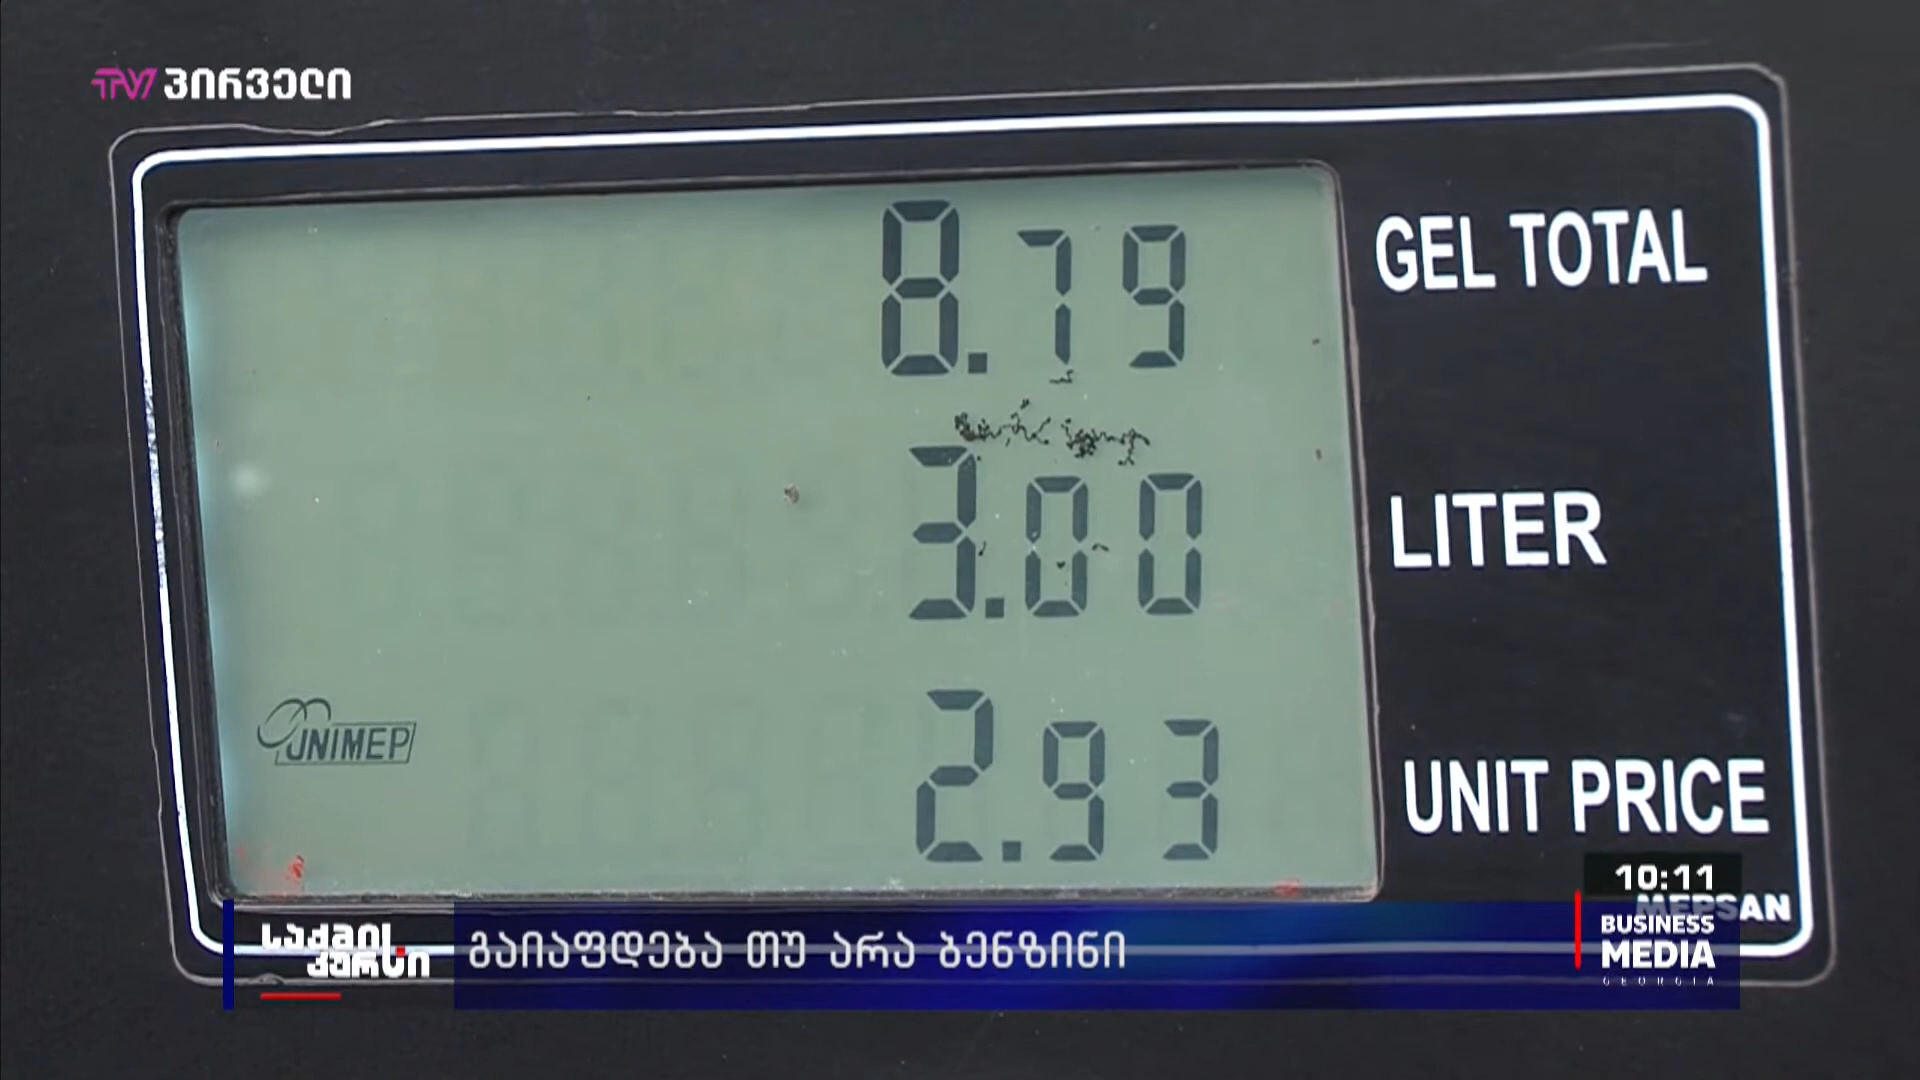 TV პირველი
8.79 GEL TOTAL
3.00 LITER
2.93 UNIT PRICE
UNIMEP
10:11
MEPSAN
საქმის კურსი
გაიაფდება თუ არა ბენზინი
BUSINESS
MEDIA
GEORGIA